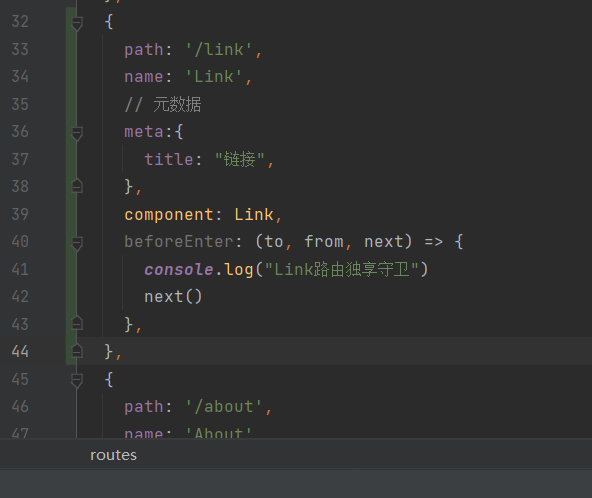 32 {
33 path: '/link',
34 name: 'Link',
35 // 元数据
36 meta:{
37 title: "链接",
38 },
39 component: Link,
40 beforeEnter: (to, from, next) => {
41 console.log("Link路由独享守卫")
42 next()
43 },
44 },
45 {
46 path: '/about',
47 name: 'About'
routes